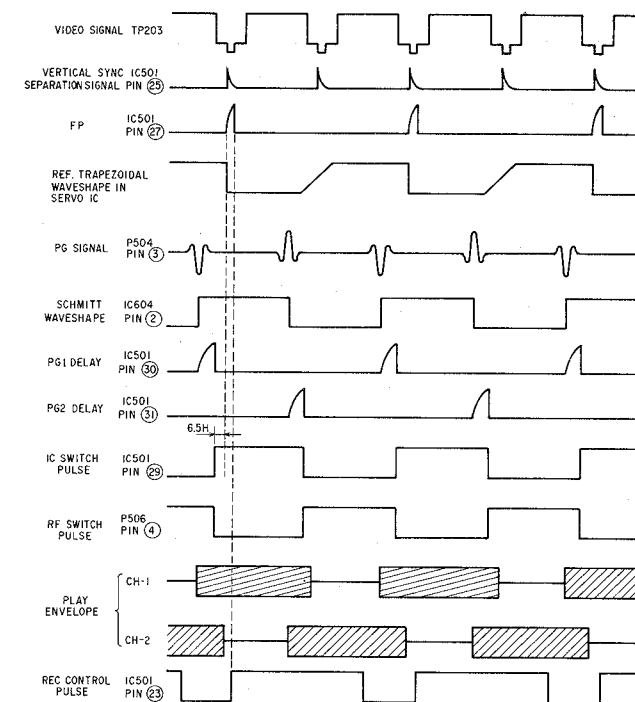 VIDEO SIGNAL TP203
VERTICAL SYNC IC501
SEPARATION SIGNAL PIN 25
FP IC501
PIN 27
REF. TRAPEZOIDAL
WAVESHAPE IN
SERVO IC
PG SIGNAL P504
PIN 3
SCHMITT IC604
WAVESHAPE PIN 2
PG1 DELAY IC501
PIN 30
PG2 DELAY IC501
PIN 31
6.5H
IC SWITCH IC501
PULSE PIN 29
RF SWITCH P506
PULSE PIN 4
CH-1
PLAY
ENVELOPE
CH-2
REC CONTROL IC501
PULSE PIN 23